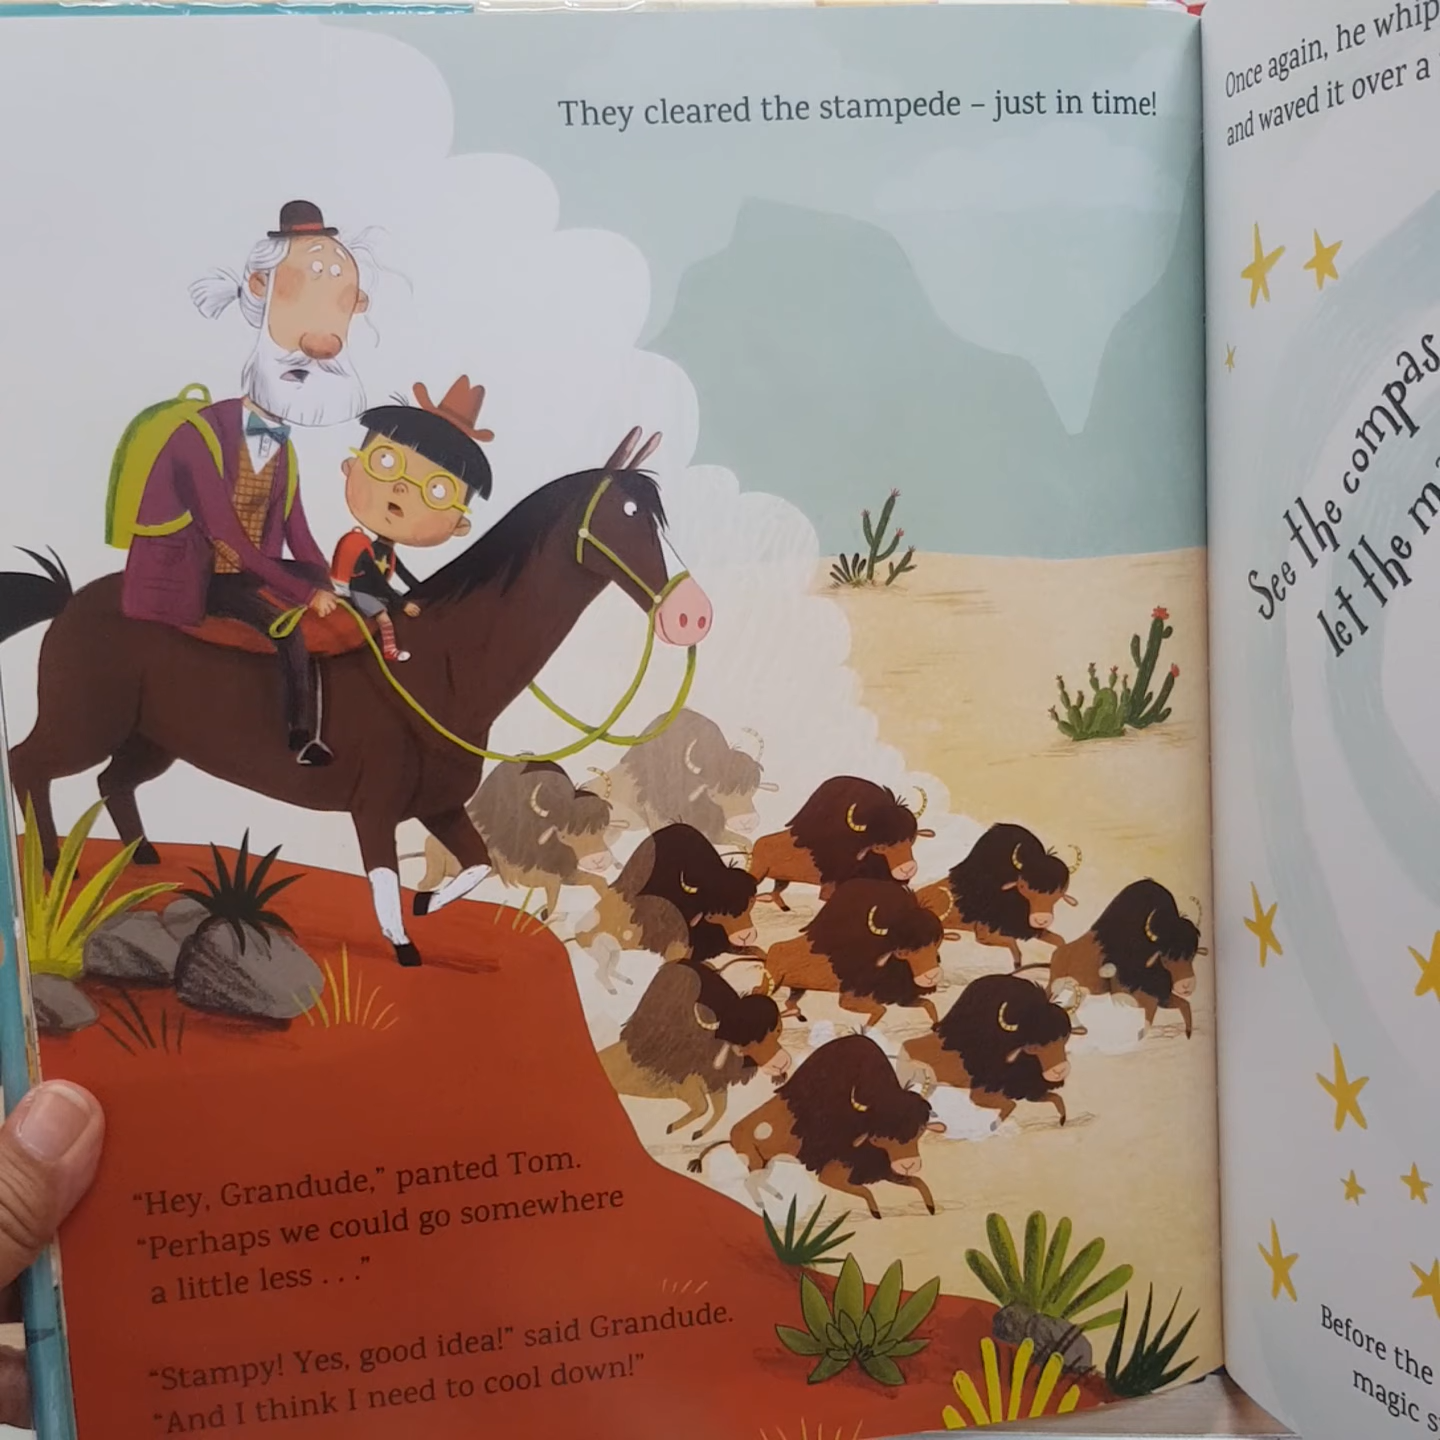 They cleared the stampede – just in time!
“Hey, Grandude,” panted Tom.
“Perhaps we could go somewhere
a little less . . .”
“Stampy! Yes, good idea!” said Grandude.
“And I think I need to cool down!”
Once again, he whip
and waved it over a
See the compas
let the m
Before the
magic s